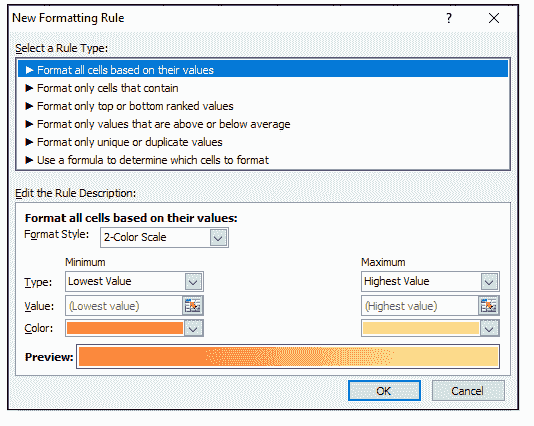 New Formatting Rule ?
Select a Rule Type:
► Format all cells based on their values
► Format only cells that contain
► Format only top or bottom ranked values
► Format only values that are above or below average
► Format only unique or duplicate values
► Use a formula to determine which cells to format
Edit the Rule Description:
Format all cells based on their values:
Format Style: 2-Color Scale
Minimum Maximum
Type: Lowest Value Highest Value
Value: (Lowest value) (Highest value)
Color:
Preview:
OK Cancel